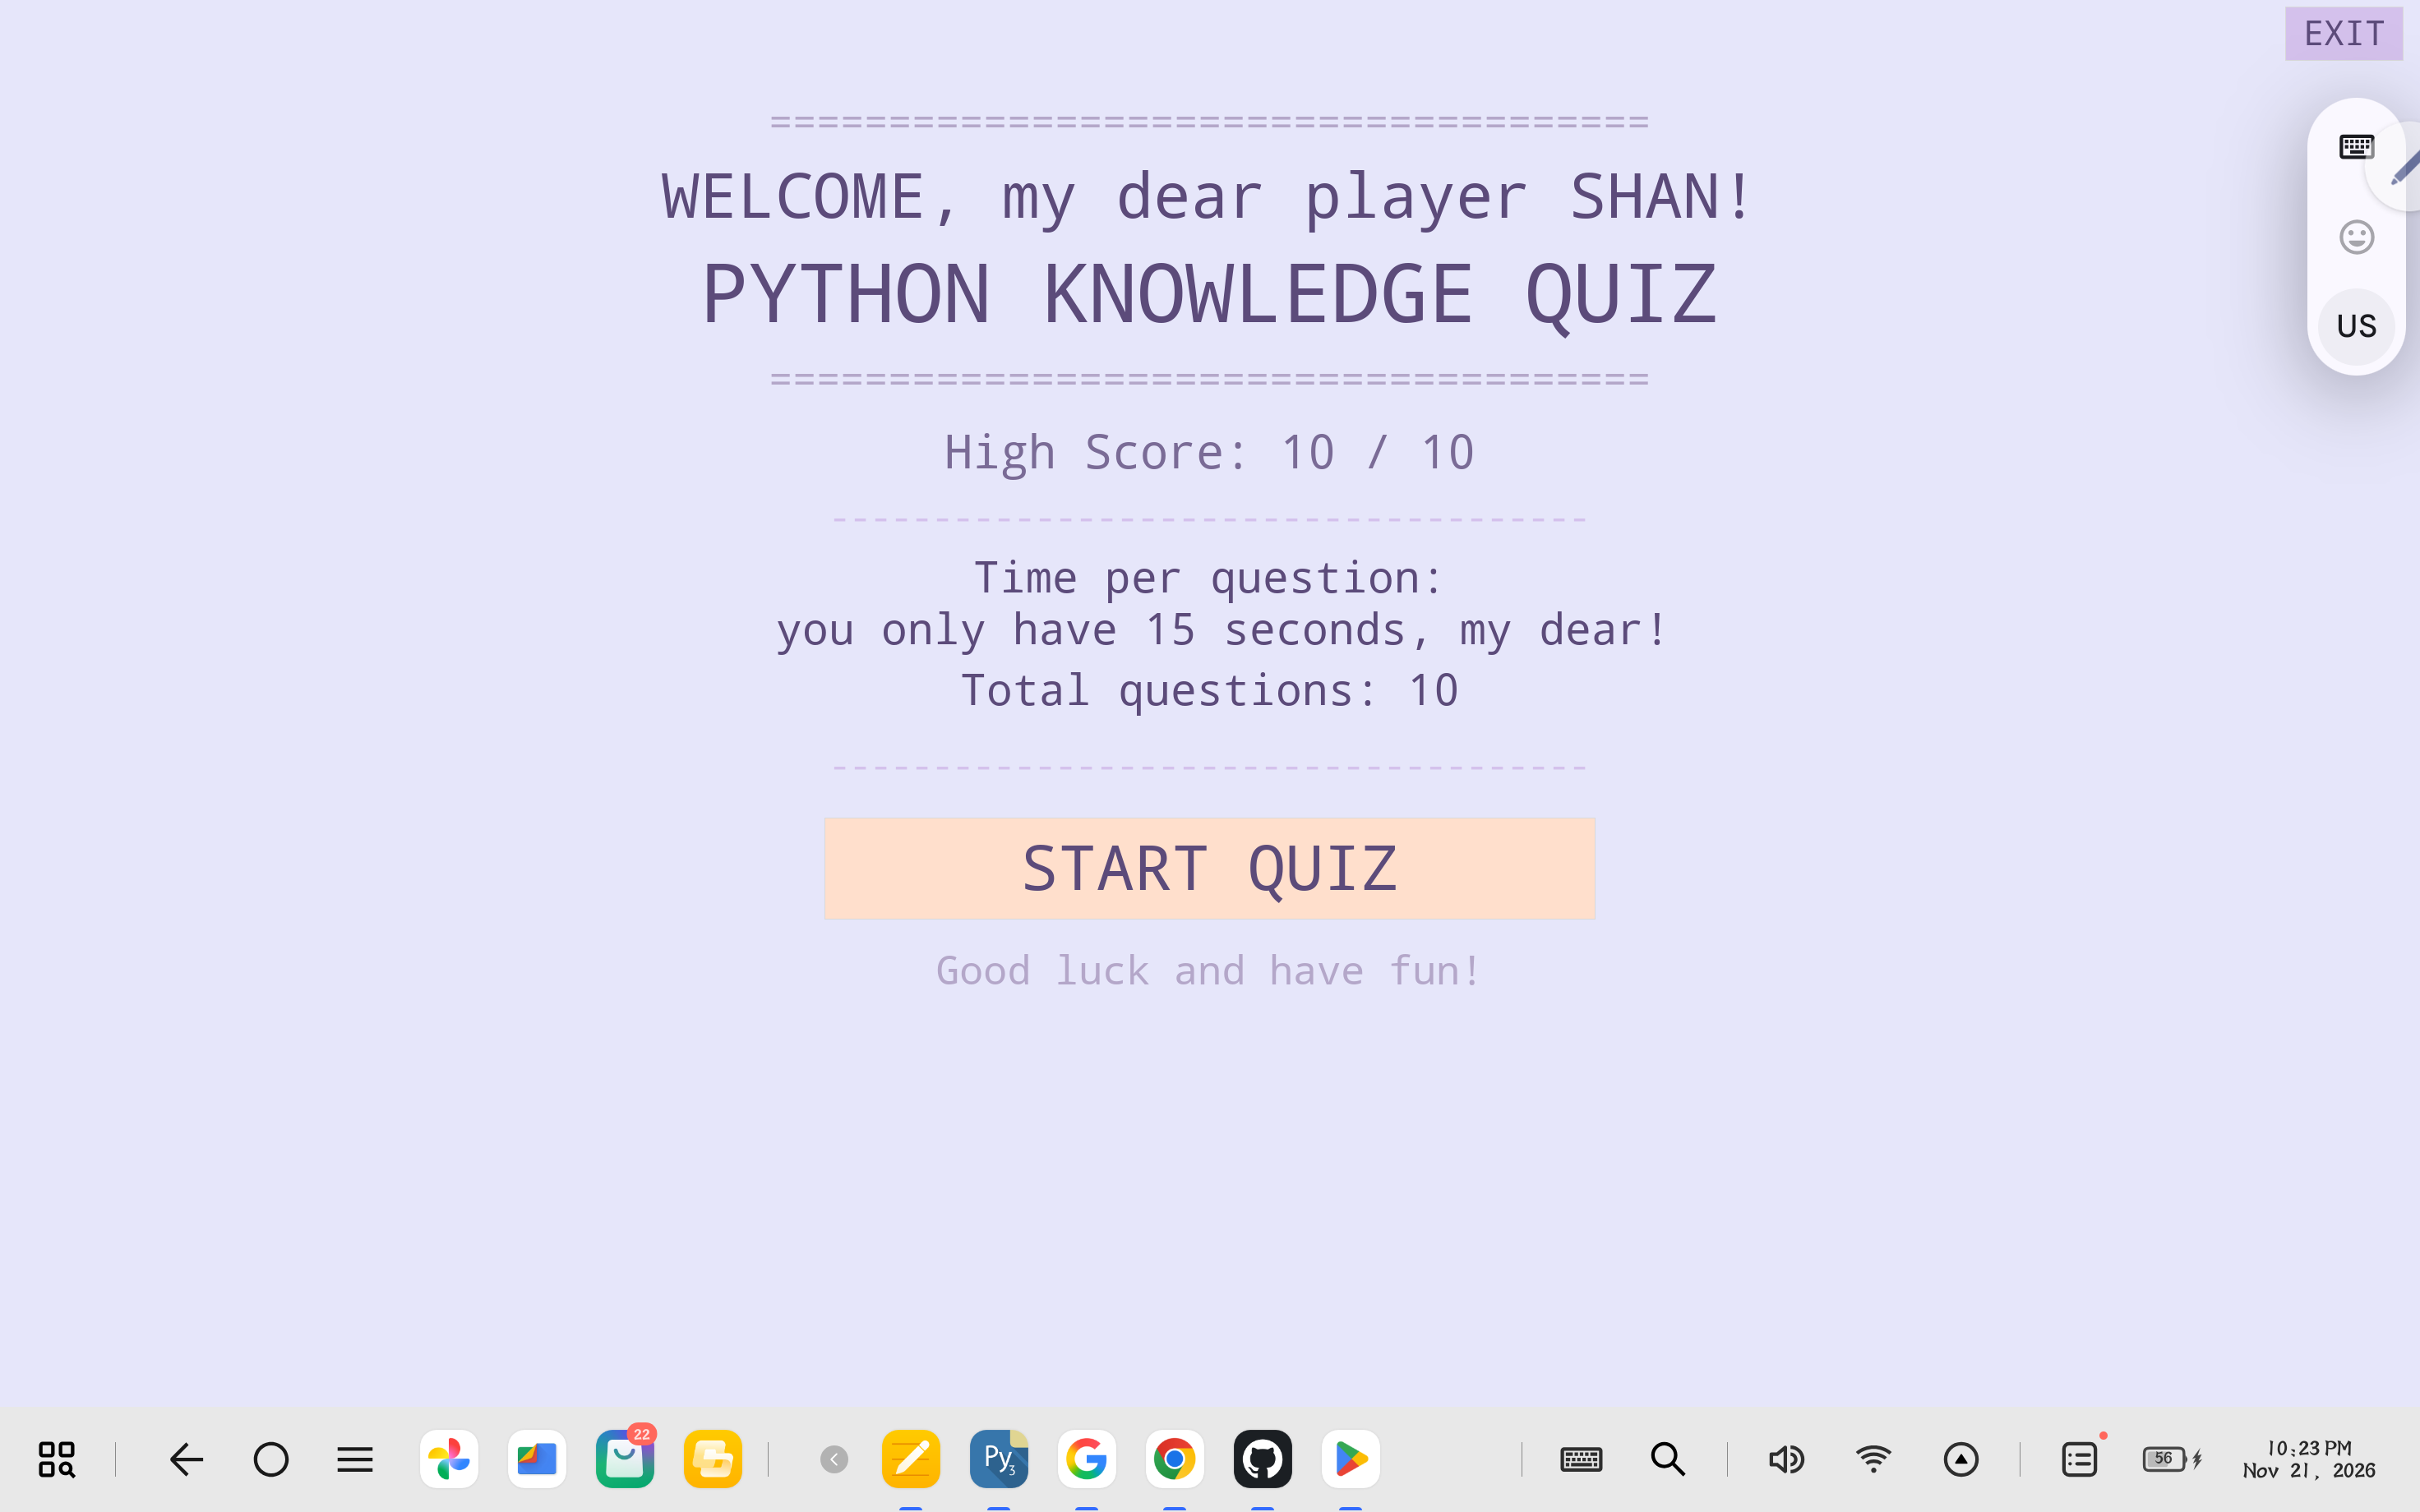 EXIT
===================================== 
WELCOME, my dear player SHAN!
PYTHON KNOWLEDGE QUIZ
=====================================
High Score: 10 / 10
-------------------------------------
Time per question:
you only have 15 seconds, my dear!
Total questions: 10
-------------------------------------
START QUIZ
Good luck and have fun!
US
22
Py3
56
10:23 PM
Nov 21, 2026